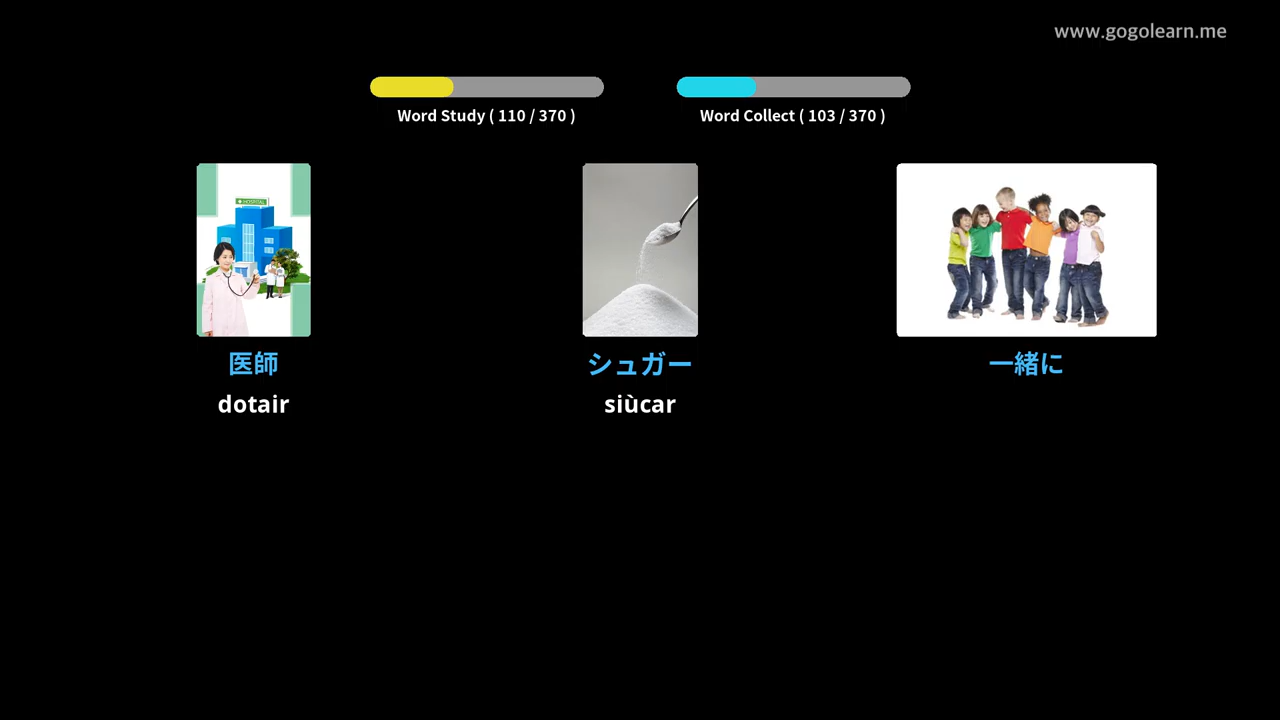 www.gogolearn.me
Word Study ( 110 / 370 )
Word Collect ( 103 / 370 )
HOSPITAL
医師
シュガー
一緒に
dotair
siùcar